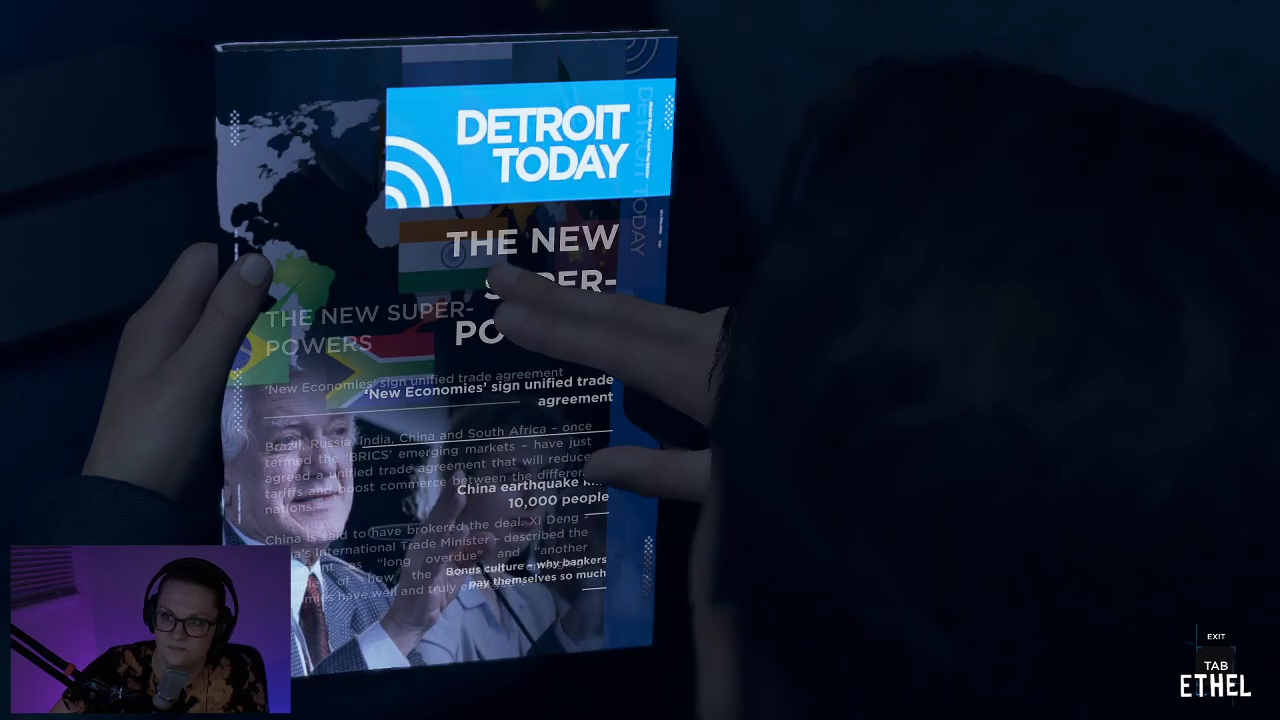 DETROIT
TODAY
DETROIT TODAY
THE NEW
SUPER-
THE NEW SUPER-
POWERS
'New Economies' sign unified trade agreement
'New Economies' sign unified trade
agreement
Brazil, Russia, India, China and South Africa – once
termed the 'BRICS' emerging markets – have just
agreed a unified trade agreement that will reduce
tariffs and boost commerce between the different
nations.
China earthquake
10,000 people
China is said to have brokered the deal. Xi Deng –
International Trade Minister – described the
as “long overdue” and “another
of how the
have well and truly
Bonus culture – why bankers
pay themselves so much
EXIT
TAB
ETHEL